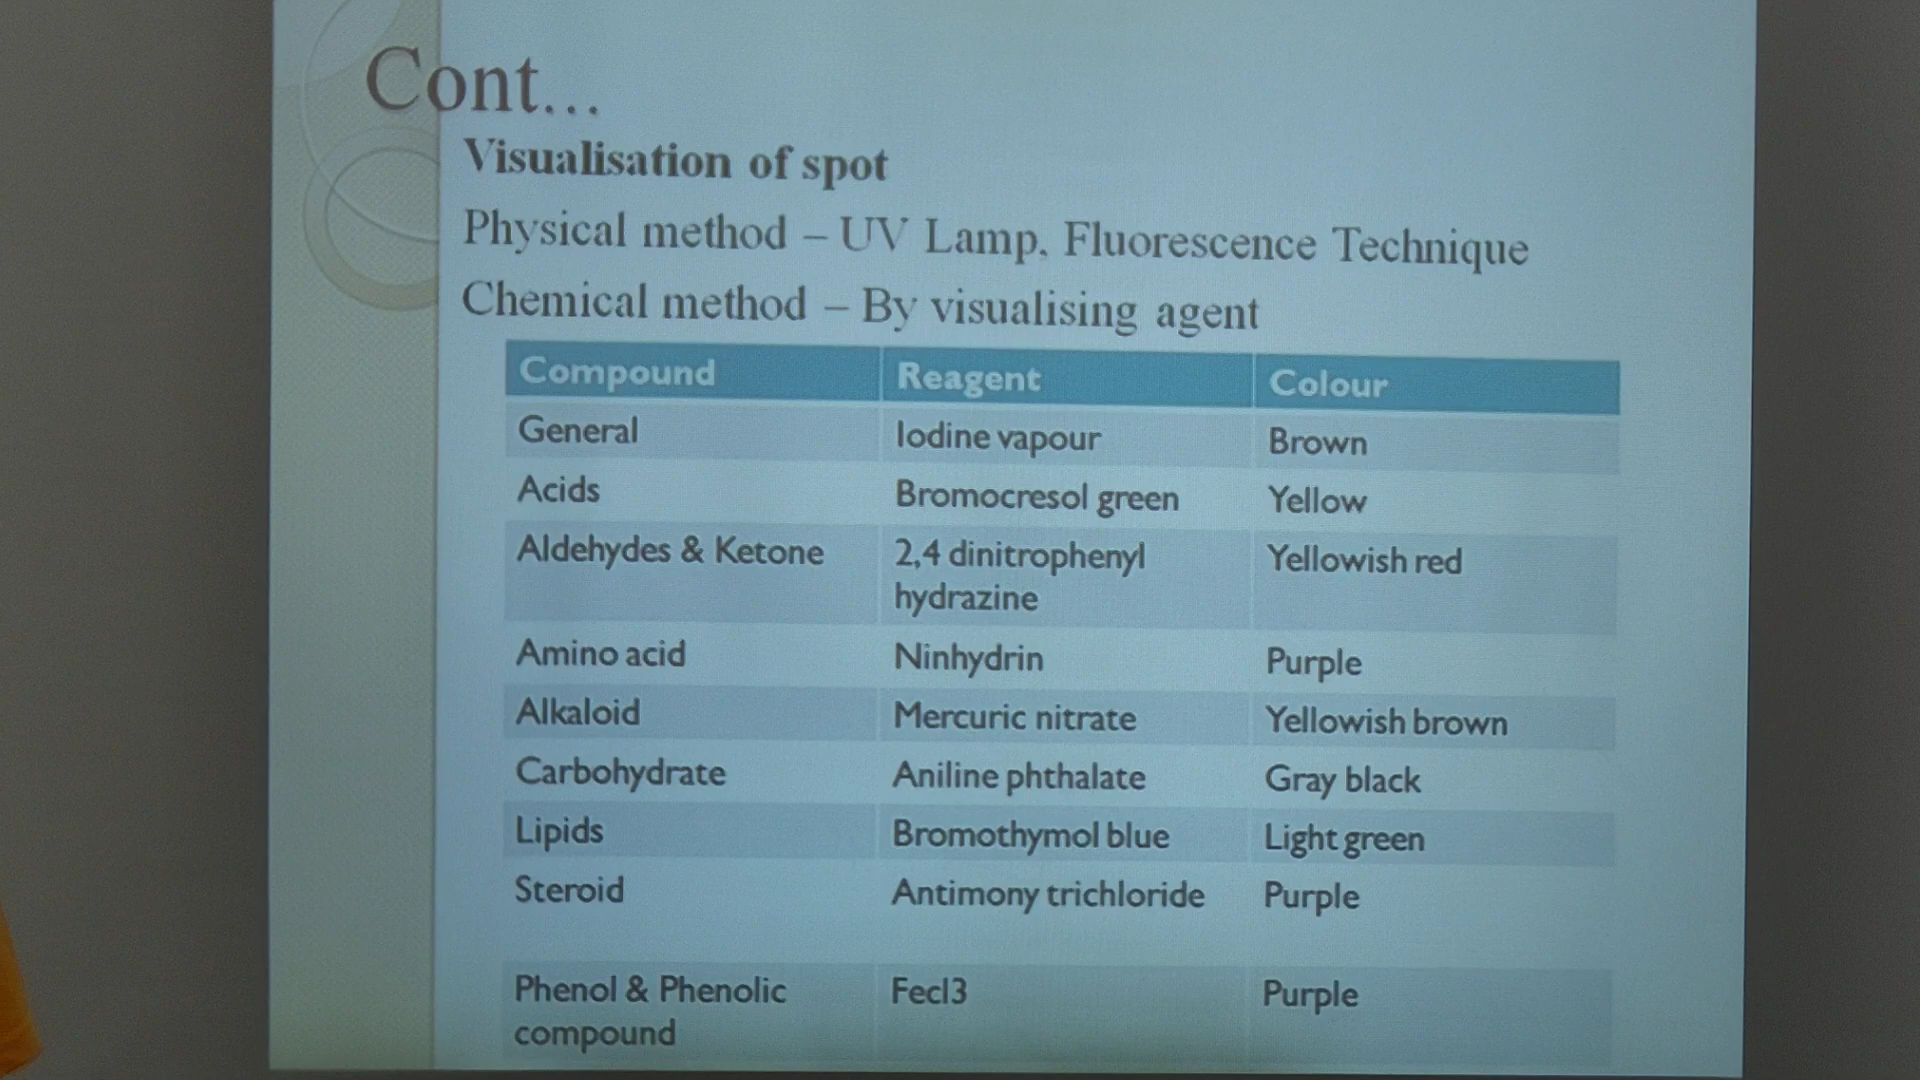 Cont...
Visualisation of spot
Physical method – UV Lamp, Fluorescence Technique
Chemical method – By visualising agent
Compound Reagent Colour
General Iodine vapour Brown
Acids Bromocresol green Yellow
Aldehydes & Ketone 2,4 dinitrophenyl Yellowish red
hydrazine
Amino acid Ninhydrin Purple
Alkaloid Mercuric nitrate Yellowish brown
Carbohydrate Aniline phthalate Gray black
Lipids Bromothymol blue Light green
Steroid Antimony trichloride Purple
Phenol & Phenolic Fecl3 Purple
compound